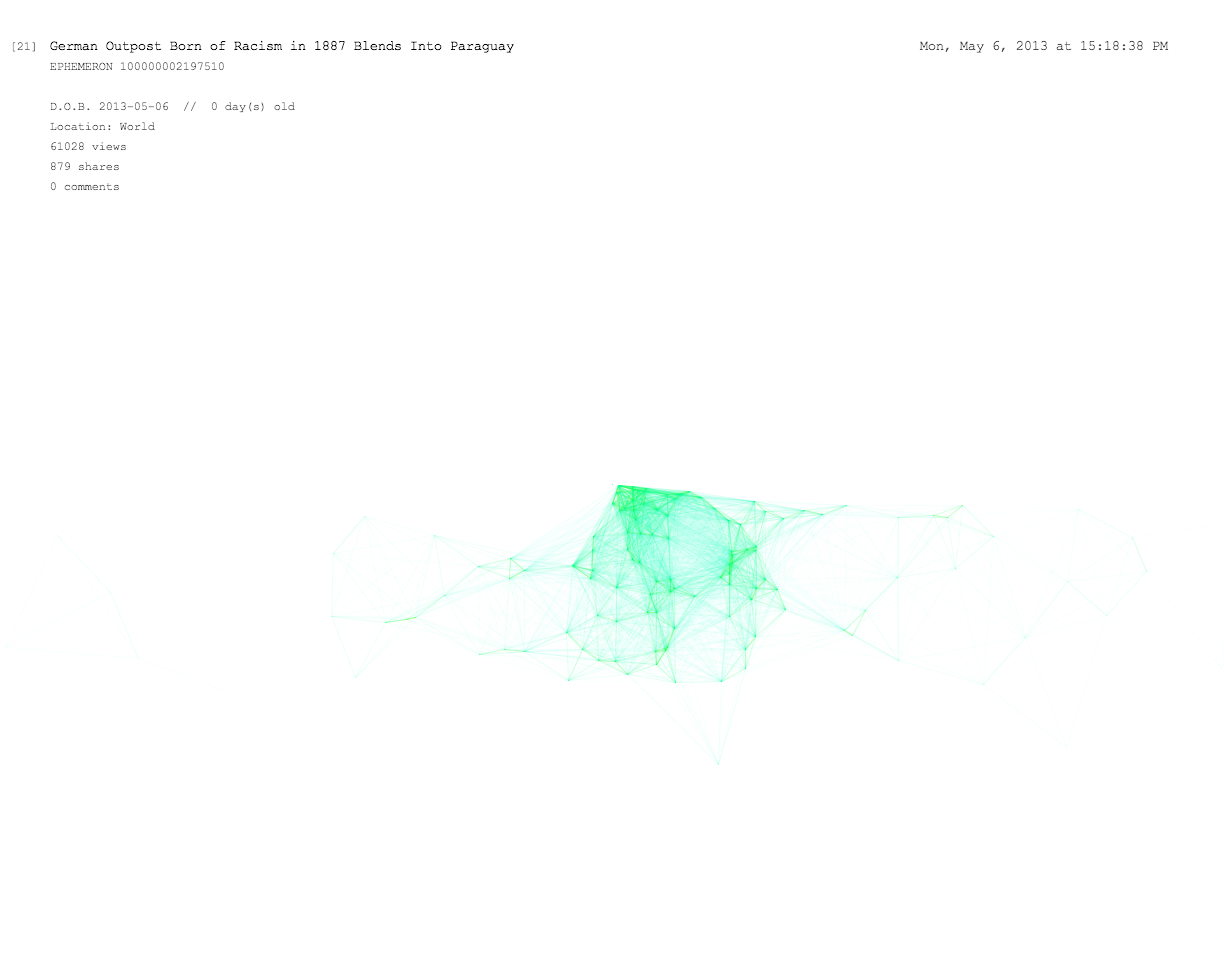 [21] German Outpost Born of Racism in 1887 Blends Into Paraguay
Mon, May 6, 2013 at 15:18:38 PM
EPHEMERON 100000002197510
D.O.B. 2013-05-06 // 0 day(s) old
Location: World
61028 views
879 shares
0 comments